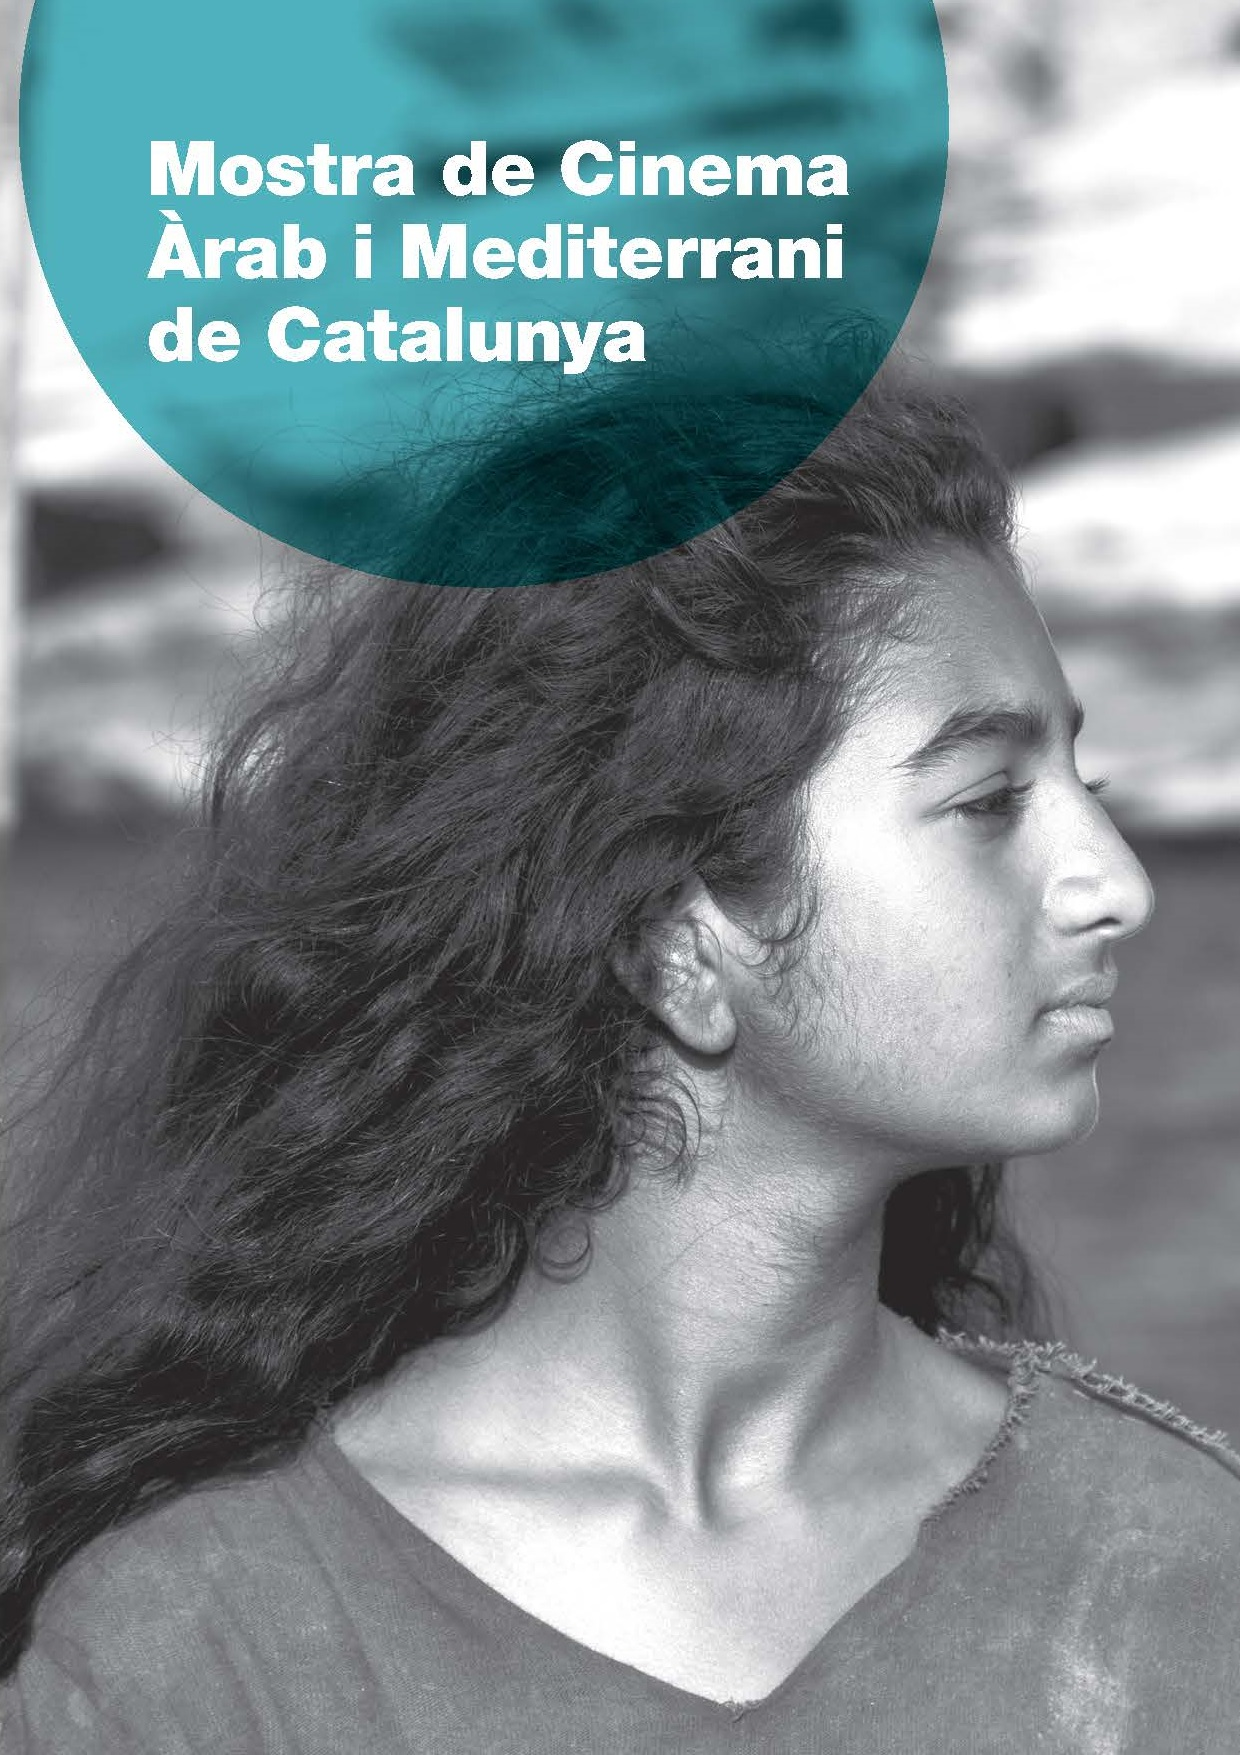 Mostra de Cinema
Àrab i Mediterrani
de Catalunya